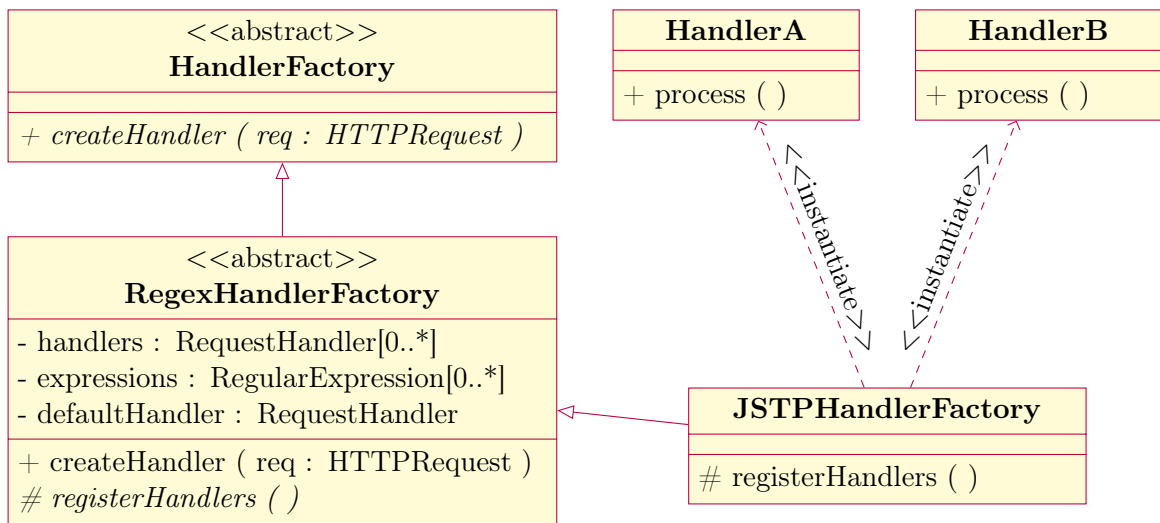 <<abstract>>
HandlerFactory
+ createHandler ( req : HTTPRequest )
HandlerA
+ process ( )
HandlerB
+ process ( )
<<instantiate>>
<<instantiate>>
<<abstract>>
RegexHandlerFactory
- handlers : RequestHandler[0..*]
- expressions : RegularExpression[0..*]
- defaultHandler : RequestHandler
+ createHandler ( req : HTTPRequest )
# registerHandlers ( )
JSTPHandlerFactory
# registerHandlers ( )